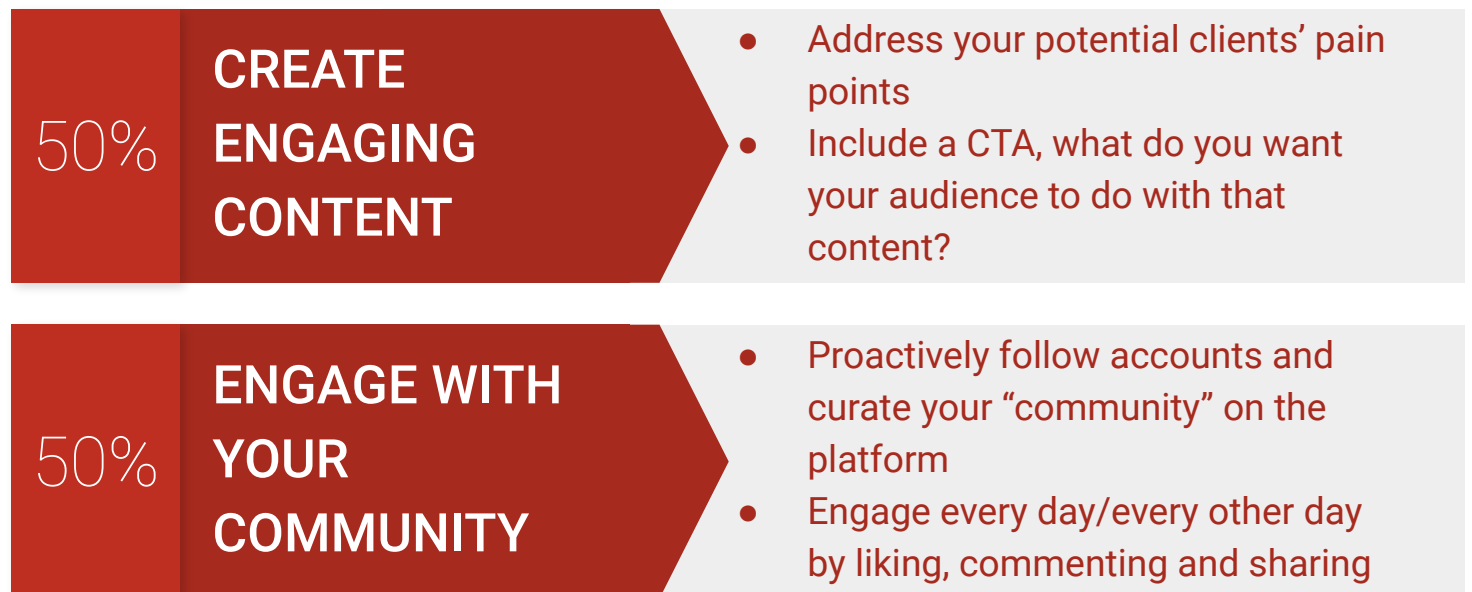 50%
CREATE
ENGAGING
CONTENT
● Address your potential clients’ pain
points
● Include a CTA, what do you want
your audience to do with that
content?
50%
ENGAGE WITH
YOUR
COMMUNITY
● Proactively follow accounts and
curate your “community” on the
platform
● Engage every day/every other day
by liking, commenting and sharing